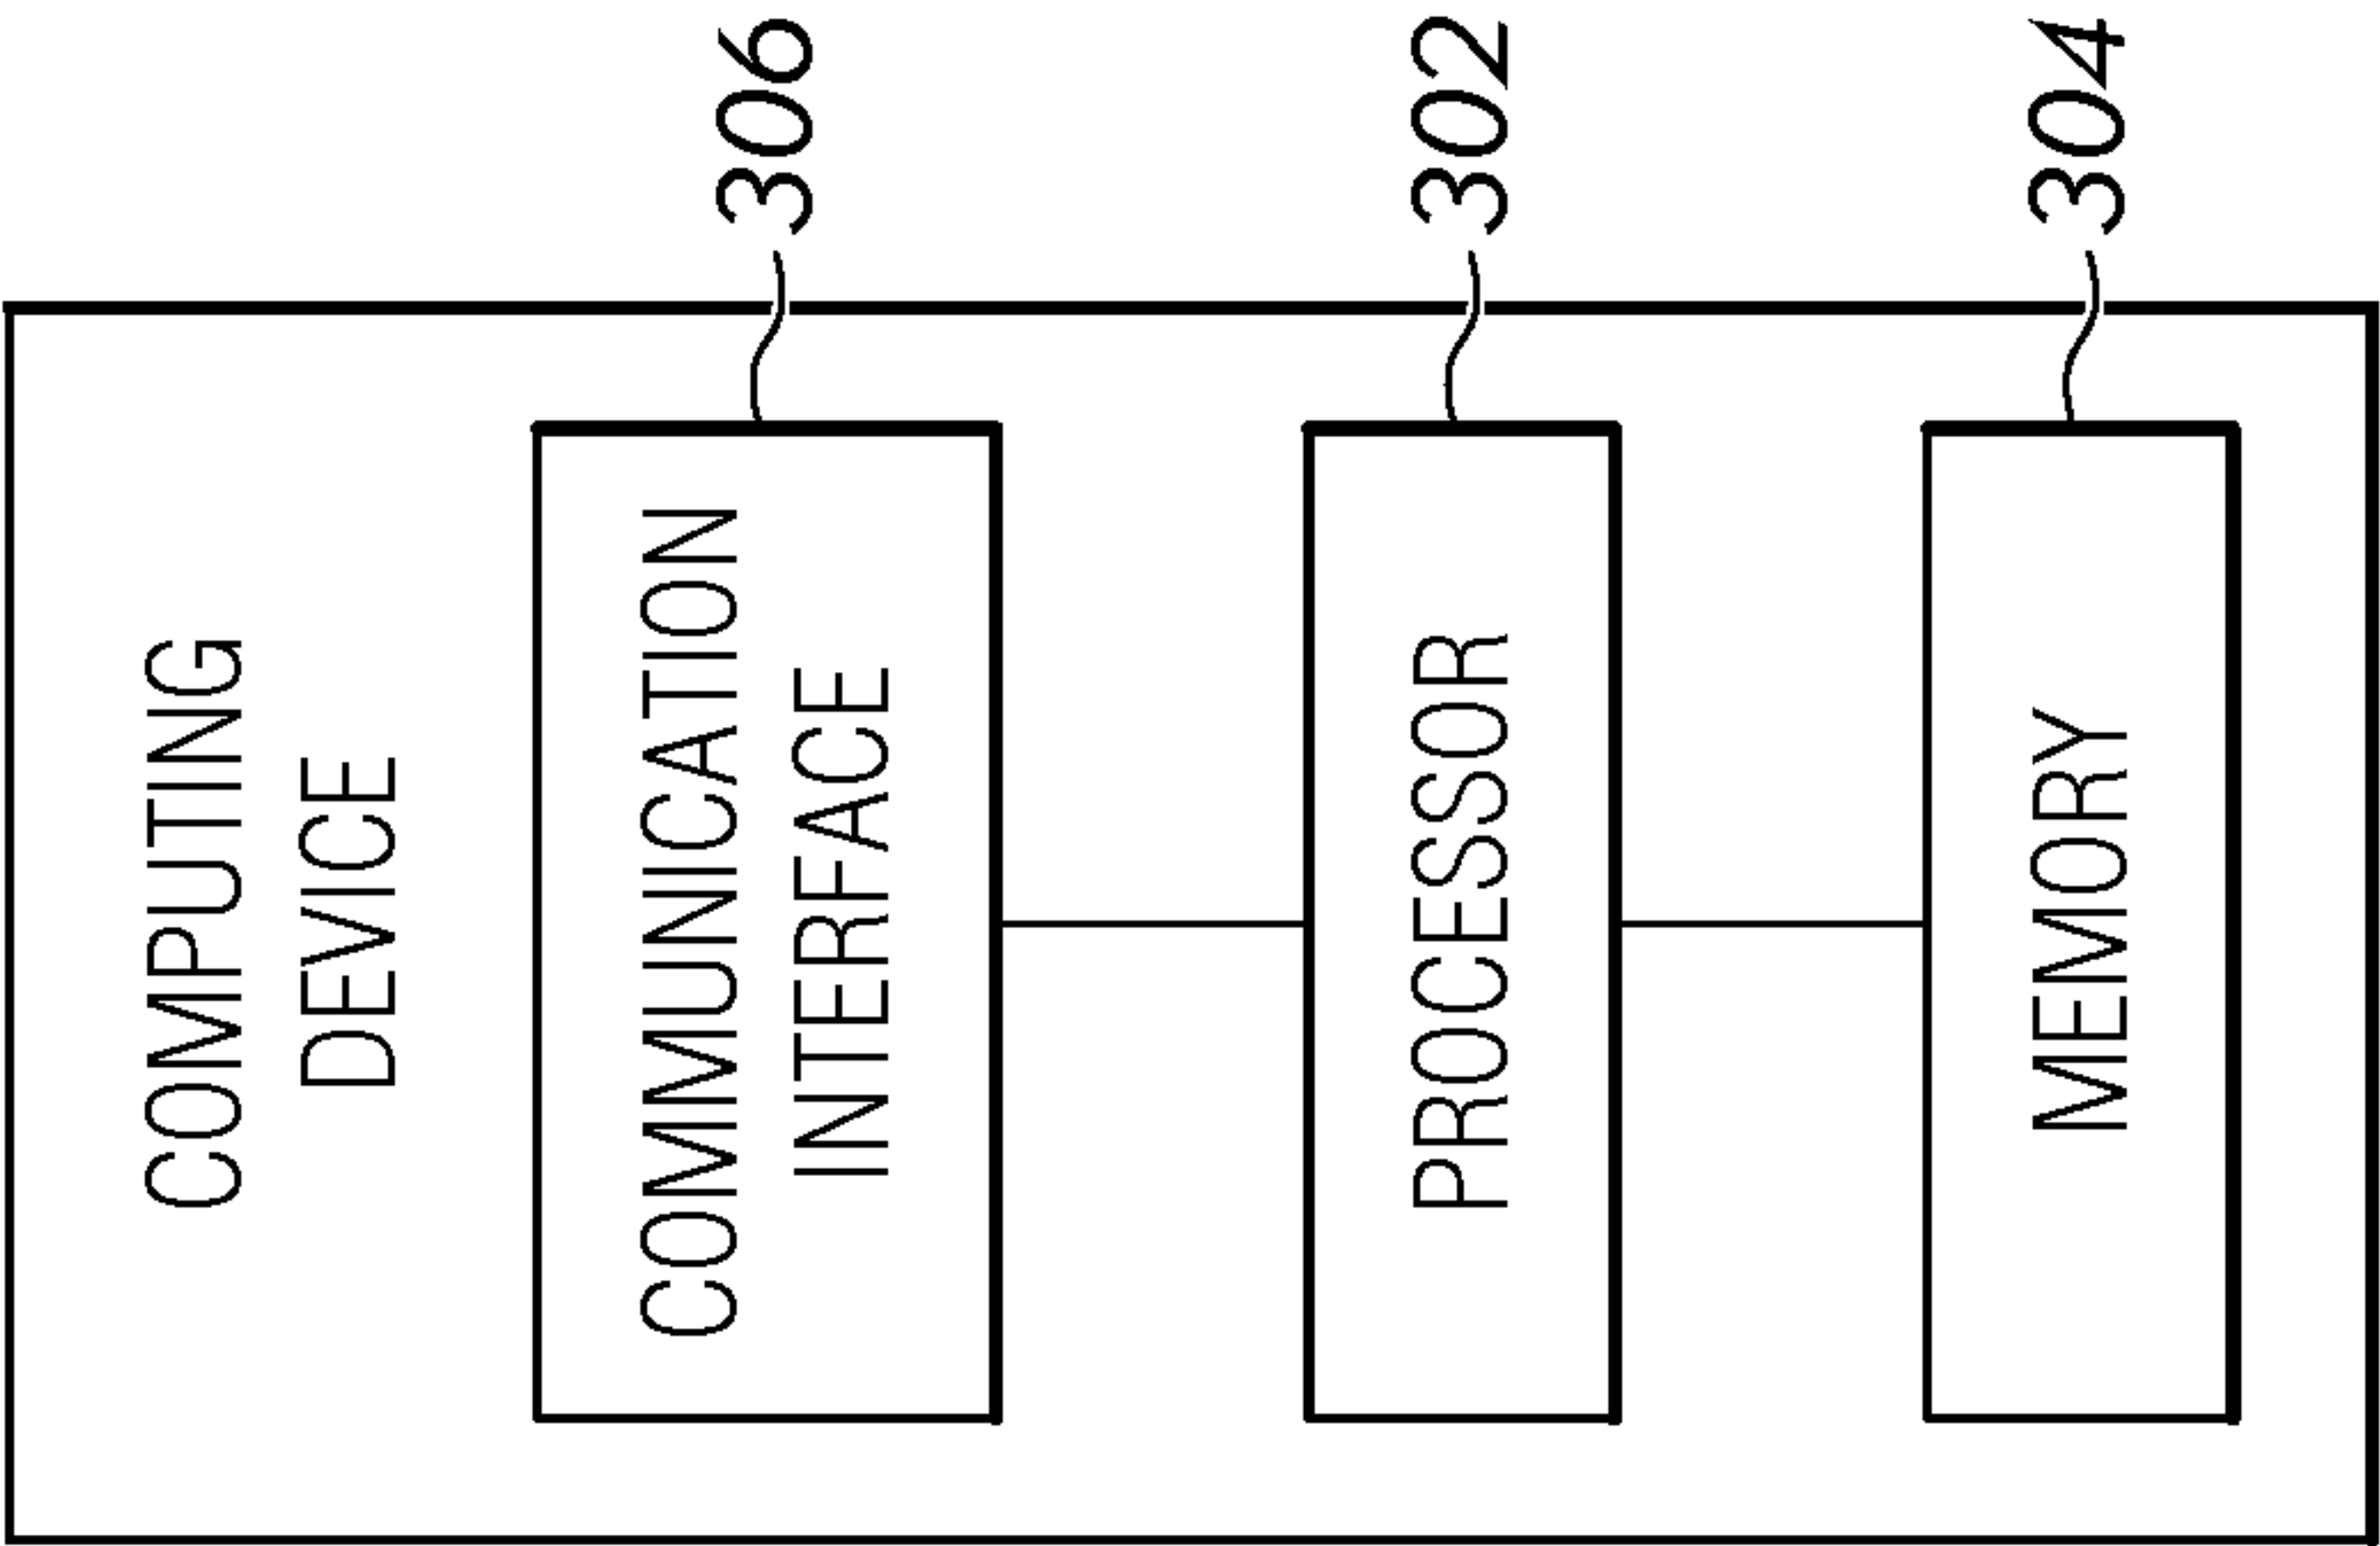 COMPUTING
DEVICE
COMMUNICATION
INTERFACE
306
PROCESSOR
302
MEMORY
304